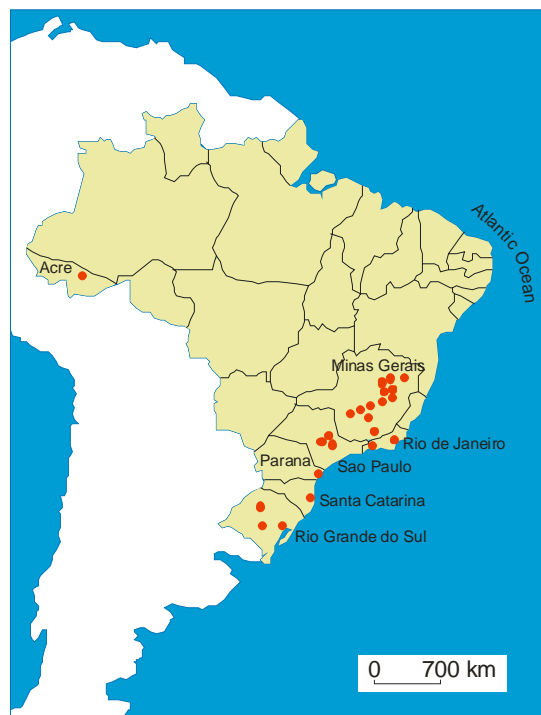 Atlantic Ocean
Acre
Minas Gerais
Rio de Janeiro
Parana
Sao Paulo
Santa Catarina
Rio Grande do Sul
0 700 km